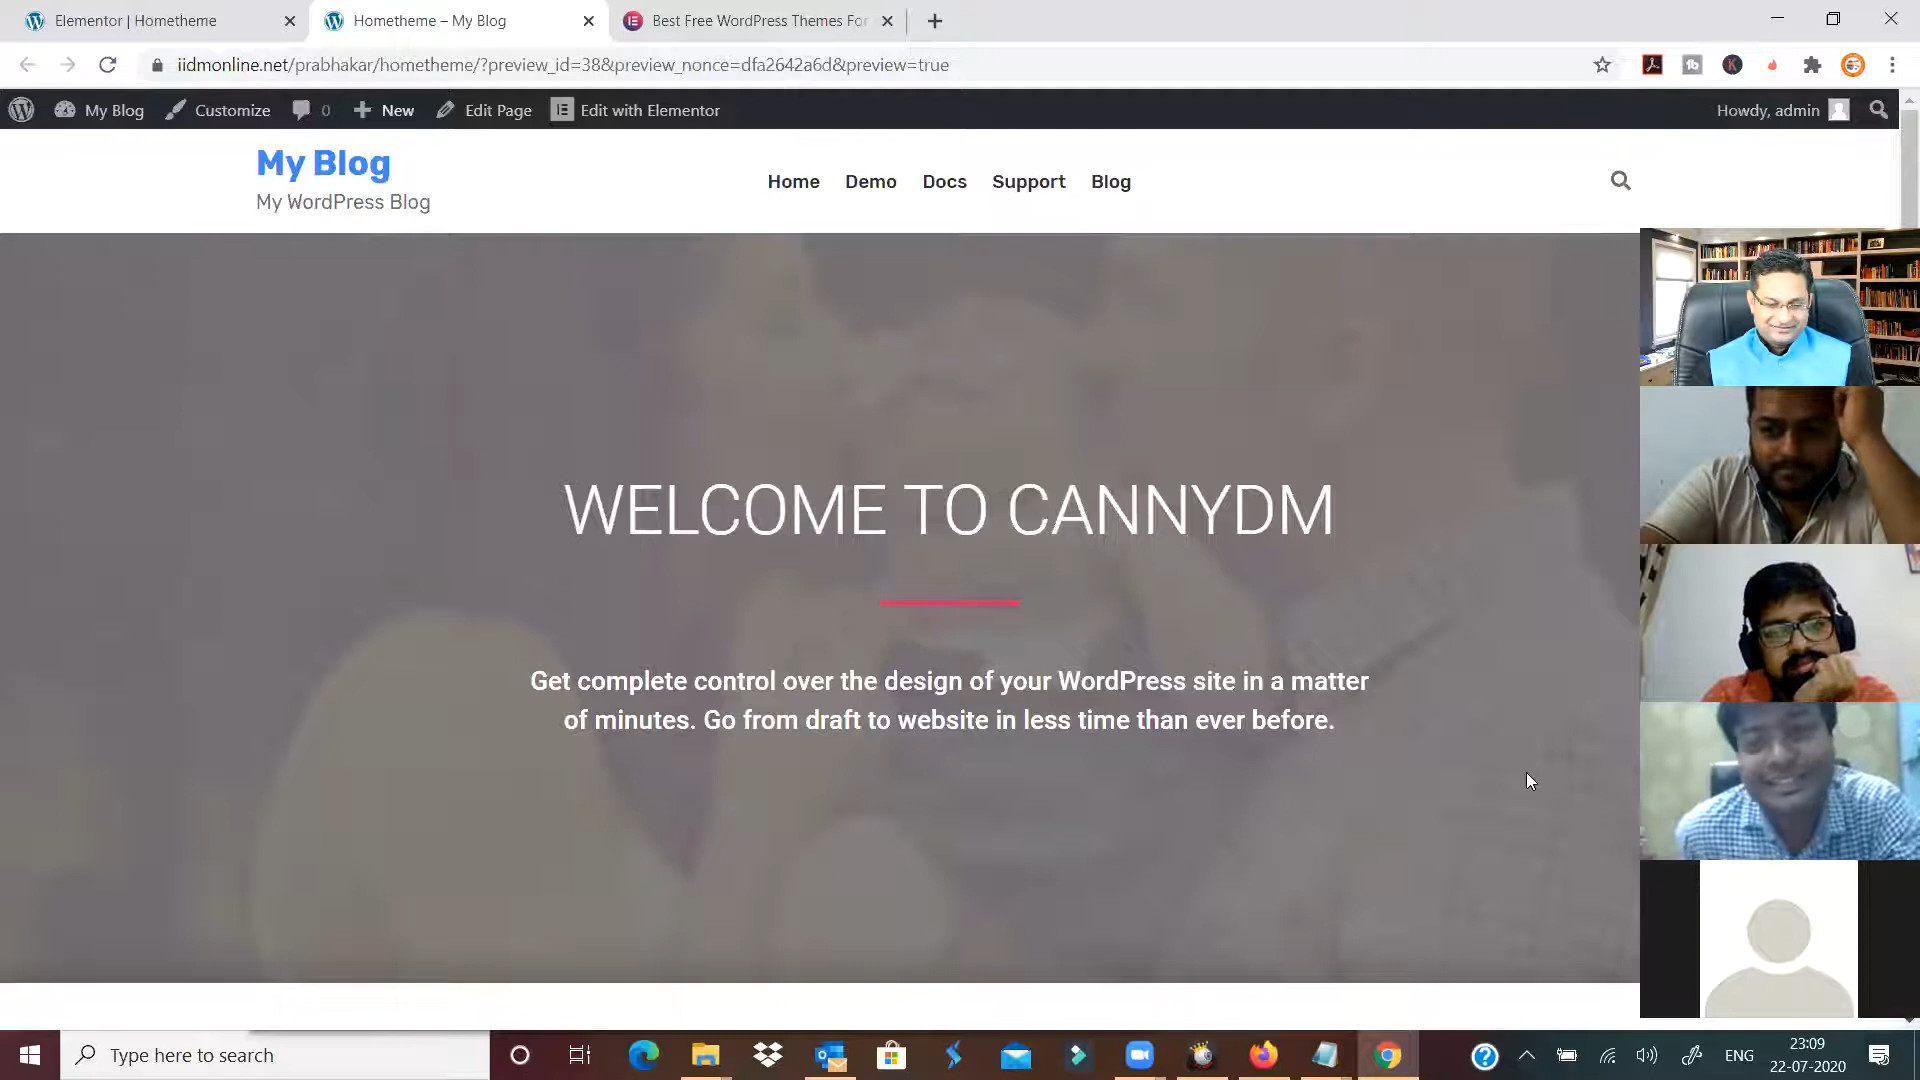 Elementor | Hometheme
Hometheme – My Blog
Best Free WordPress Themes For
iidmonline.net/prabhakar/hometheme/?preview_id=38&preview_nonce=dfa2642a6d&preview=true
My Blog
Customize
0
New
Edit Page
Edit with Elementor
Howdy, admin
My Blog
My WordPress Blog
Home
Demo
Docs
Support
Blog
WELCOME TO CANNYDM
Get complete control over the design of your WordPress site in a matter
of minutes. Go from draft to website in less time than ever before.
Type here to search
ENG
23:09
22-07-2020